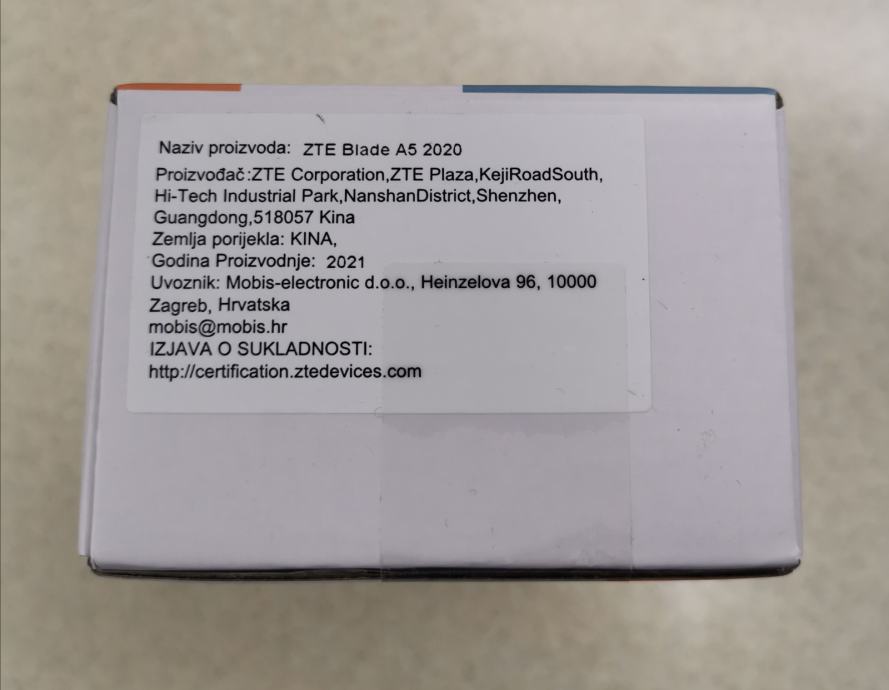 Naziv proizvoda: ZTE Blade A5 2020
Proizvođač:ZTE Corporation,ZTE Plaza,KejiRoadSouth,
Hi-Tech Industrial Park,NanshanDistrict,Shenzhen,
Guangdong,518057 Kina
Zemlja porijekla: KINA,
Godina Proizvodnje: 2021
Uvoznik: Mobis-electronic d.o.o., Heinzelova 96, 10000
Zagreb, Hrvatska
mobis@mobis.hr
IZJAVA O SUKLADNOSTI:
http://certification.ztedevices.com